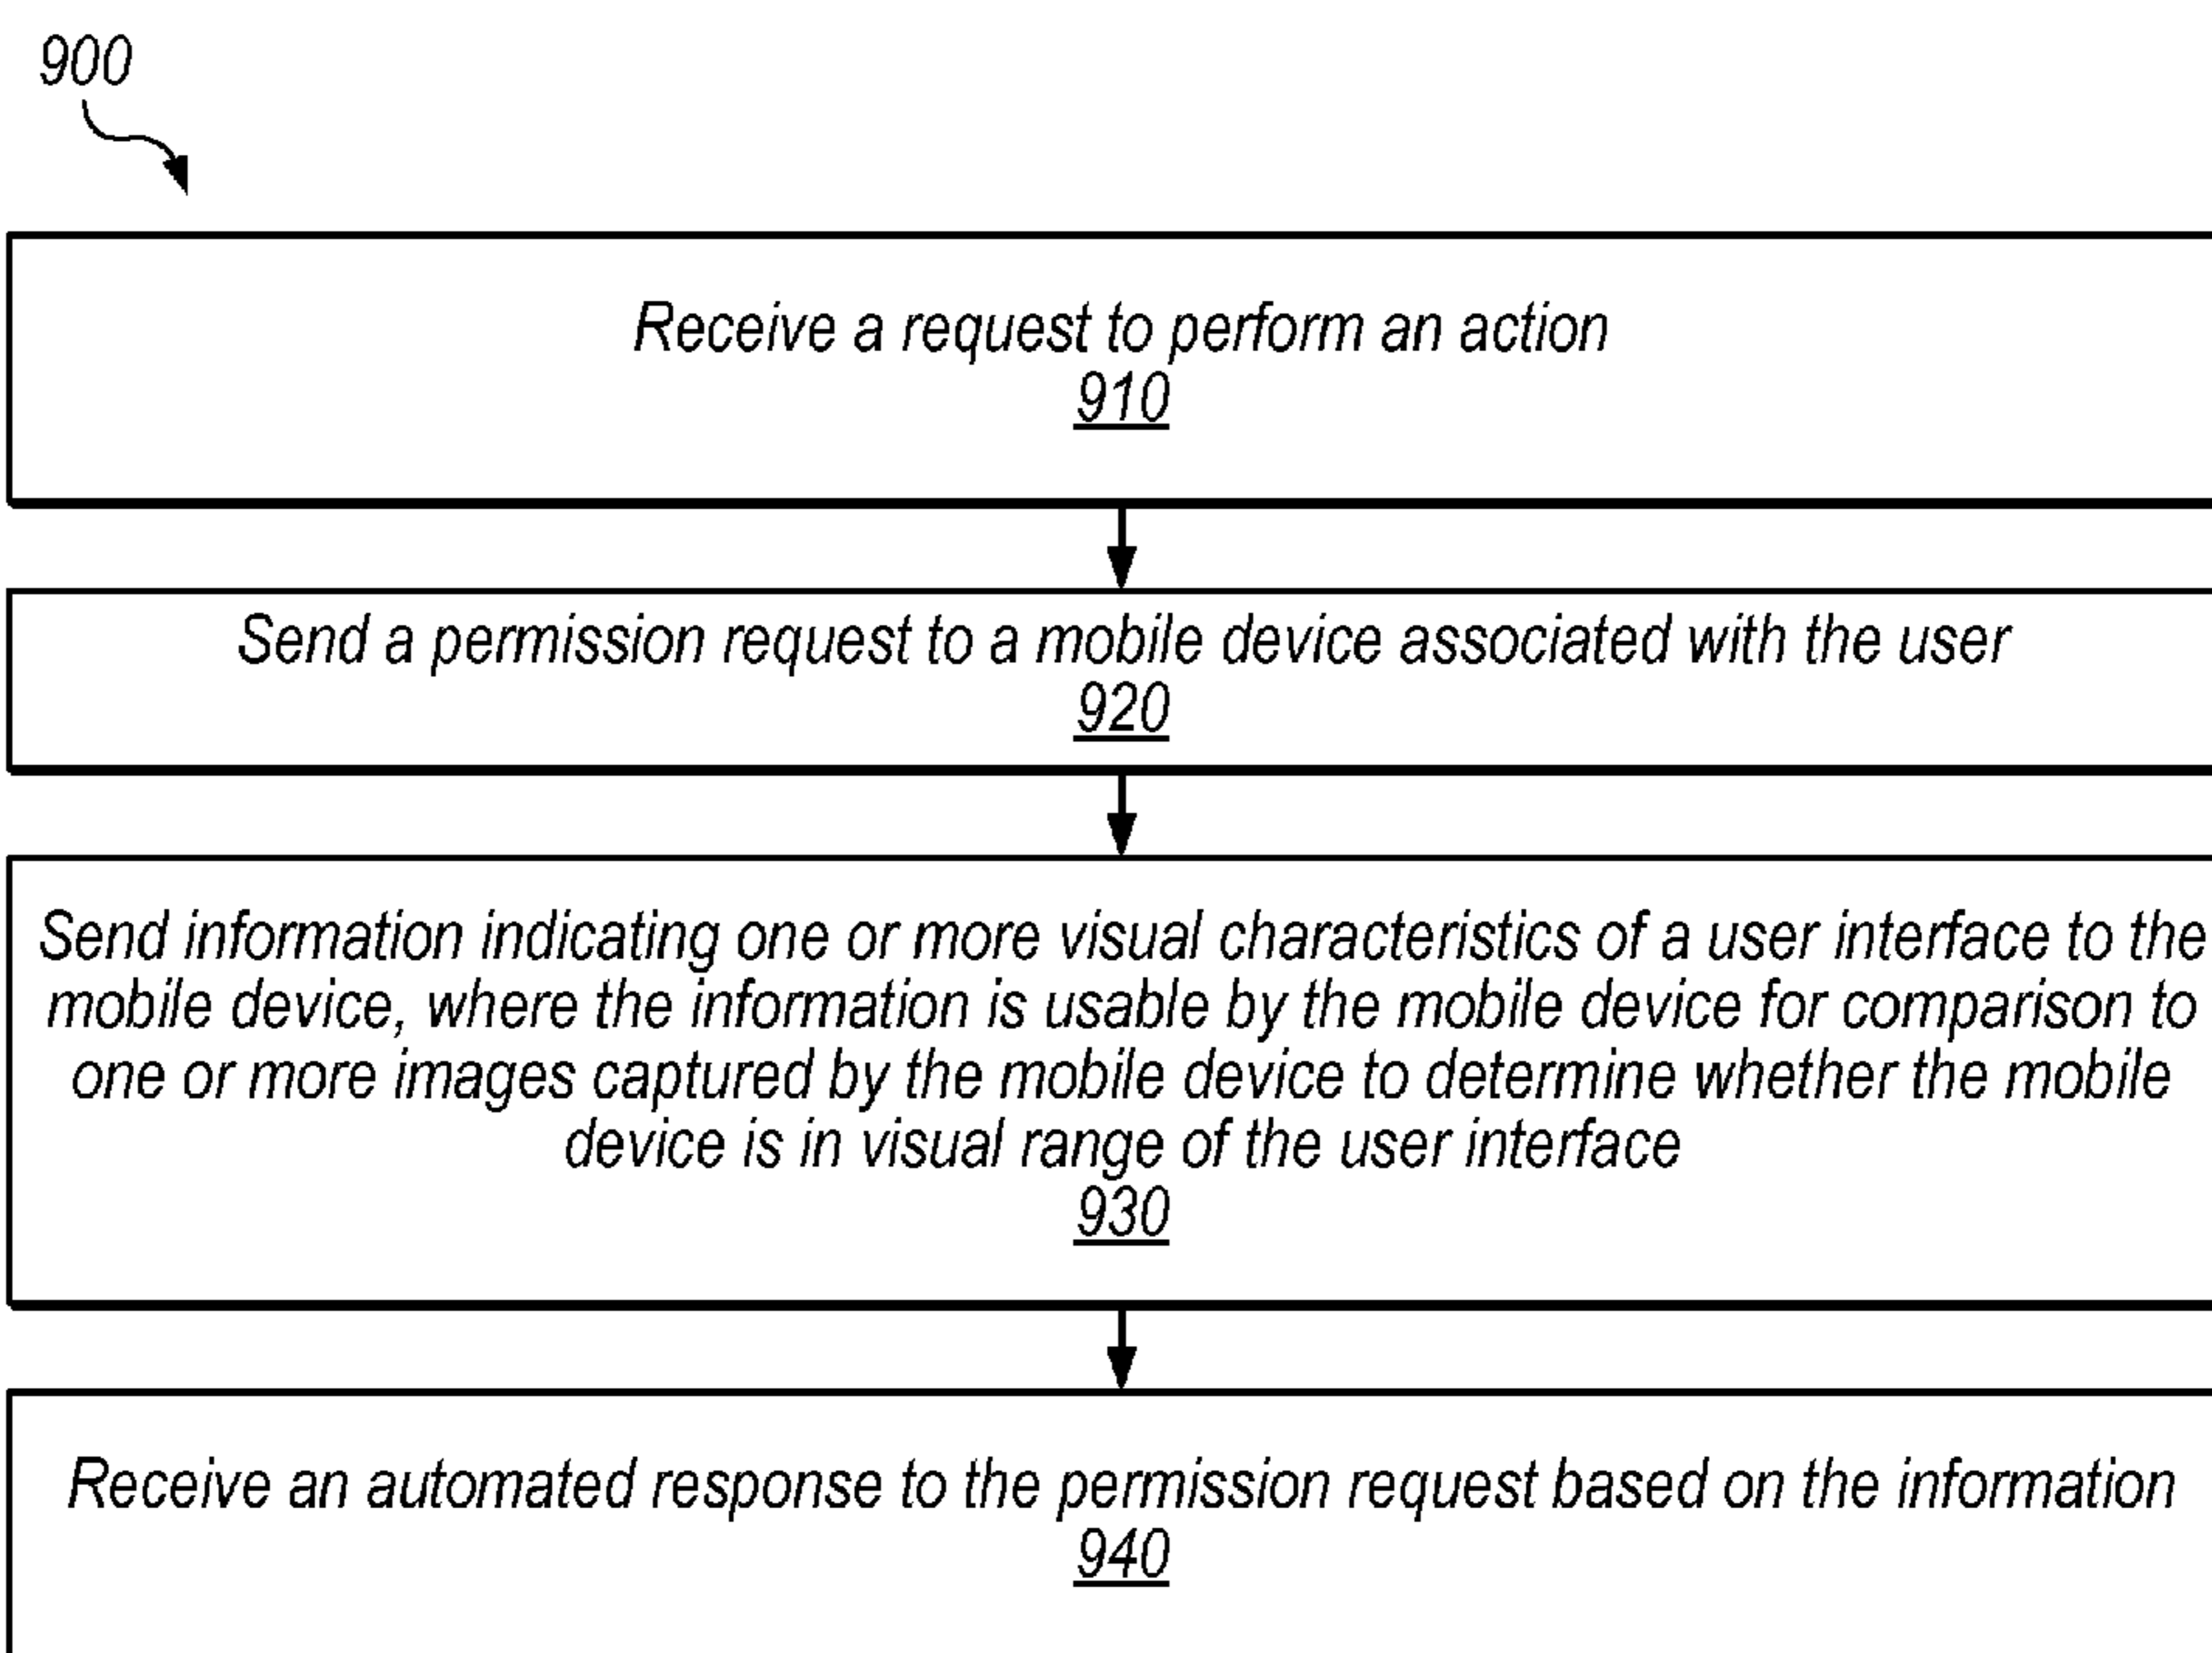 900
Receive a request to perform an action
910
Send a permission request to a mobile device associated with the user
920
Send information indicating one or more visual characteristics of a user interface to the
mobile device, where the information is usable by the mobile device for comparison to
one or more images captured by the mobile device to determine whether the mobile
device is in visual range of the user interface
930
Receive an automated response to the permission request based on the information
940